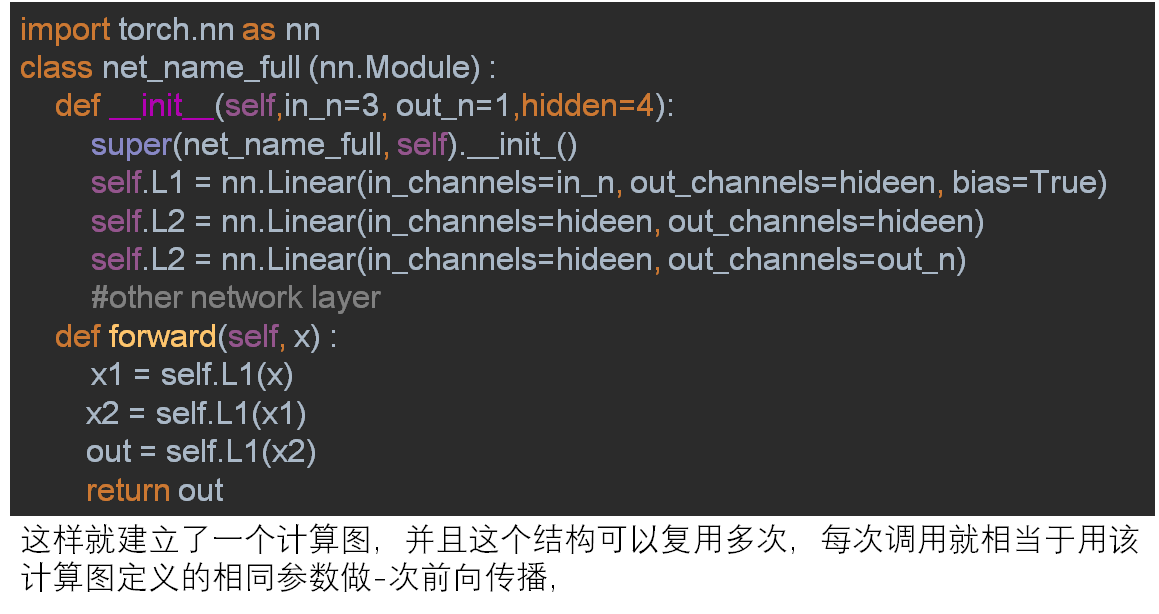 import torch.nn as nn
class net_name_full (nn.Module) :
def __init__(self,in_n=3, out_n=1,hidden=4):
super(net_name_full, self).__init_()
self.L1 = nn.Linear(in_channels=in_n, out_channels=hideen, bias=True)
self.L2 = nn.Linear(in_channels=hideen, out_channels=hideen)
self.L2 = nn.Linear(in_channels=hideen, out_channels=out_n)
#other network layer
def forward(self, x) :
x1 = self.L1(x)
x2 = self.L1(x1)
out = self.L1(x2)
return out
这样就建立了一个计算图，并且这个结构可以复用多次，每次调用就相当于用该
计算图定义的相同参数做-次前向传播,